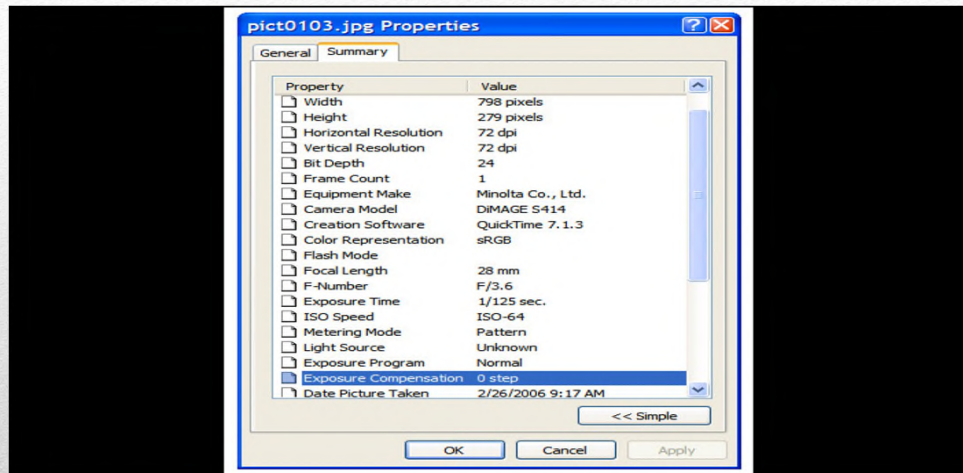 pict0103.jpg Properties
General Summary
Property Value
Width 798 pixels
Height 279 pixels
Horizontal Resolution 72 dpi
Vertical Resolution 72 dpi
Bit Depth 24
Frame Count 1
Equipment Make Minolta Co., Ltd.
Camera Model DiMAGE S414
Creation Software QuickTime 7.1.3
Color Representation sRGB
Flash Mode
Focal Length 28 mm
F-Number F/3.6
Exposure Time 1/125 sec.
ISO Speed ISO-64
Metering Mode Pattern
Light Source Unknown
Exposure Program Normal
Exposure Compensation 0 step
Date Picture Taken 2/26/2006 9:17 AM
<< Simple
OK Cancel Apply